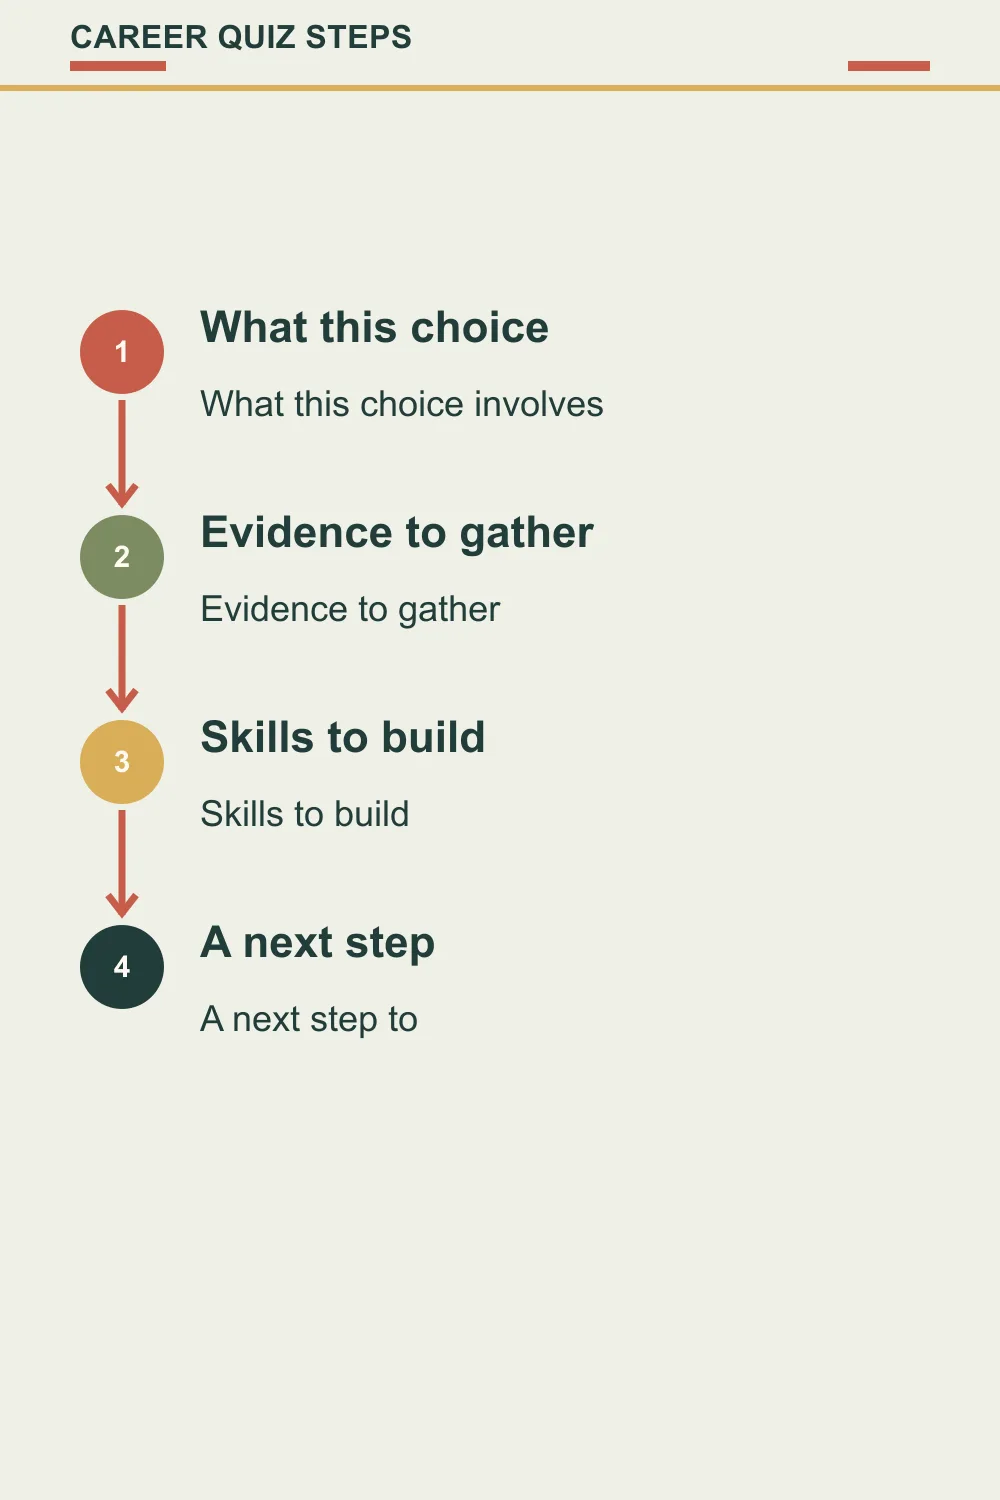 CAREER QUIZ STEPS
1
What this choice
What this choice involves
2
Evidence to gather
Evidence to gather
3
Skills to build
Skills to build
4
A next step
A next step to